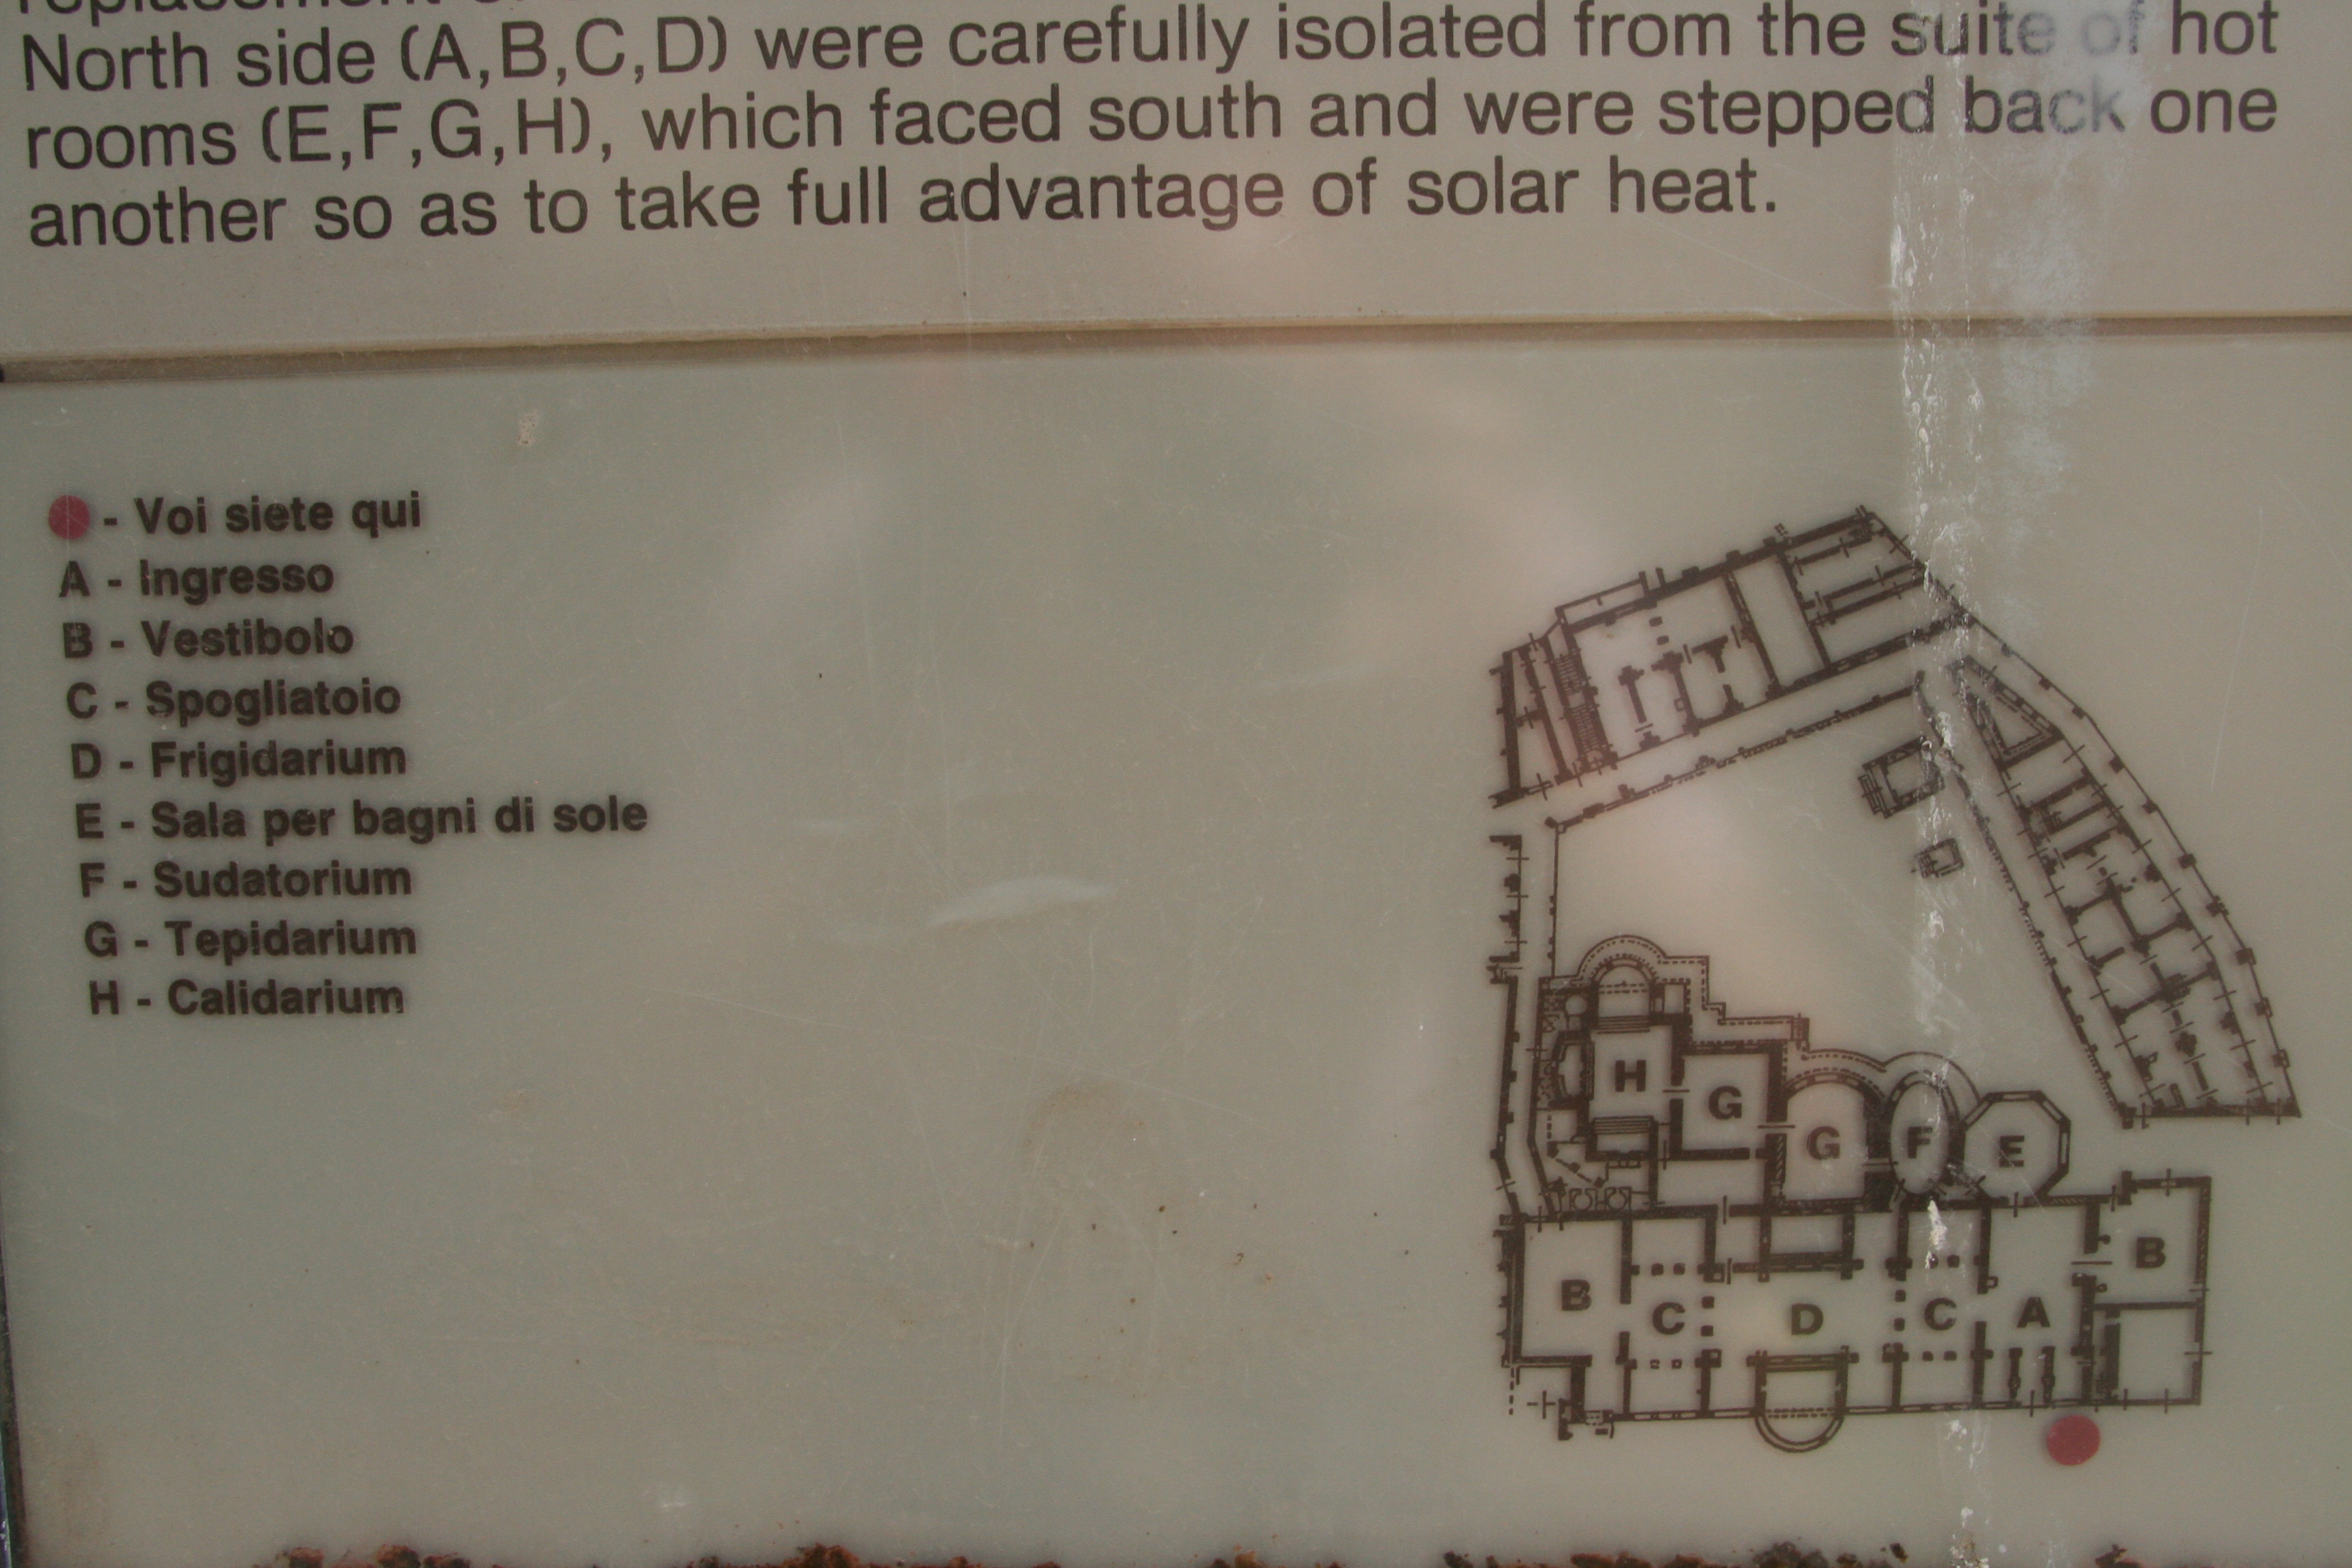 replacement
North side (A,B,C,D) were carefully isolated from the suite of hot
rooms (E,F,G,H), which faced south and were stepped back one
another so as to take full advantage of solar heat.
- Voi siete qui
A - Ingresso
B - Vestibolo
C - Spogliatoio
D - Frigidarium
E - Sala per bagni di sole
F - Sudatorium
G - Tepidarium
H - Calidarium
H
G
G
F
E
B
B
C
D
C
A